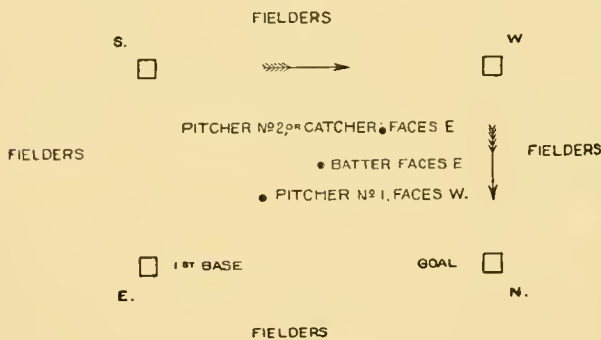 FIELDERS
S.
W
PITCHER Nº2, OR CATCHER; FACES E
FIELDERS
FIELDERS
BATTER FACES E
PITCHER Nº1, FACES W.
1ST BASE
GOAL
E.
N.
FIELDERS